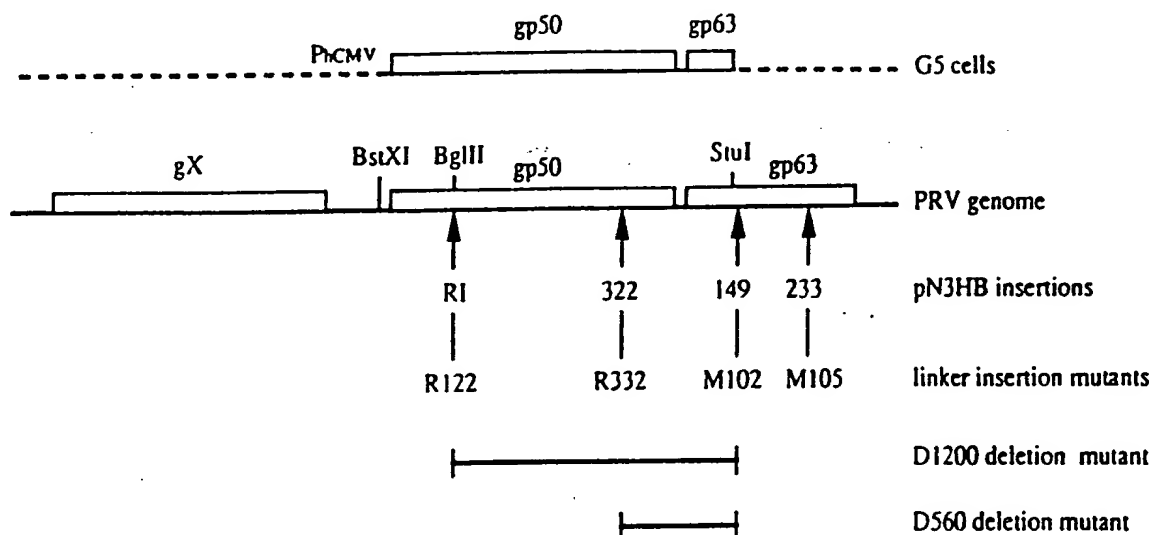 gp50 gp63
PhCMV G5 cells
gX BstXI BglII gp50 StuI gp63
PRV genome
R1 322 149 233 pN3HB insertions
R122 R332 M102 M105 linker insertion mutants
D1200 deletion mutant
D560 deletion mutant